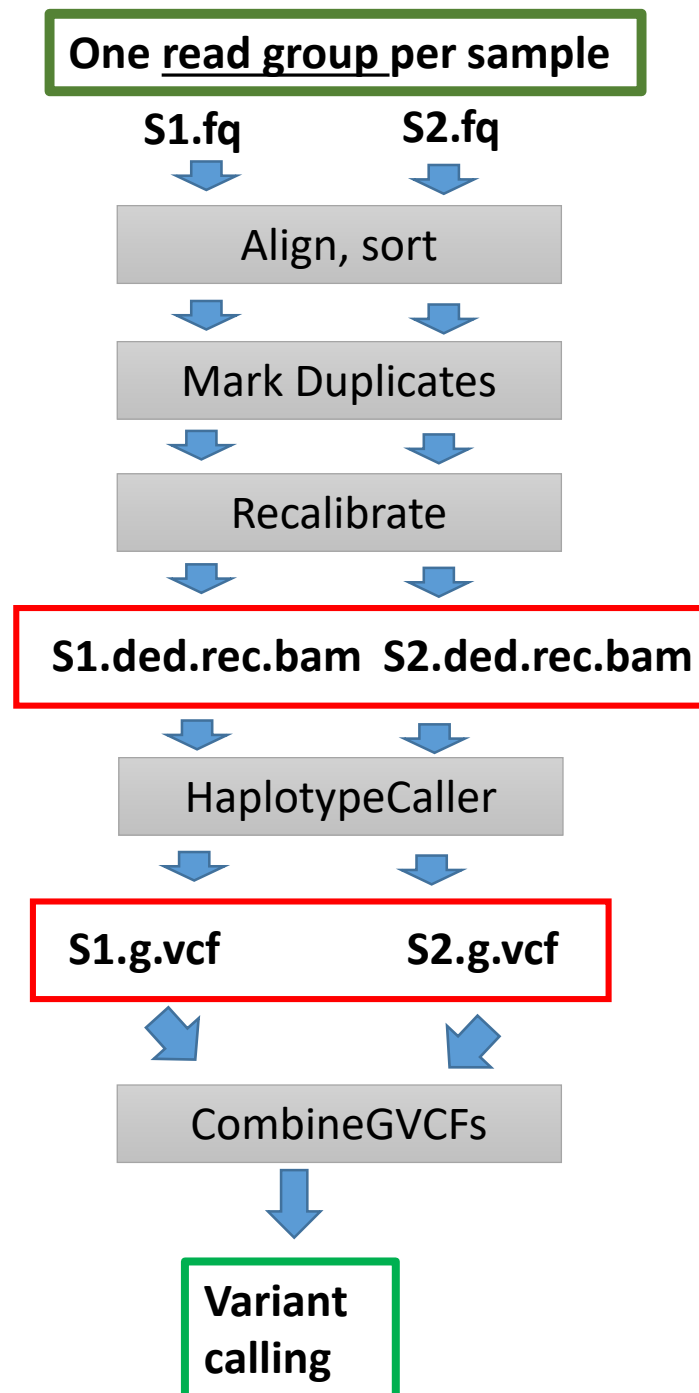 One read group per sample
S1.fq S2.fq
Align, sort
Mark Duplicates
Recalibrate
S1.ded.rec.bam S2.ded.rec.bam
HaplotypeCaller
S1.g.vcf S2.g.vcf
CombineGVCFs
Variant
calling